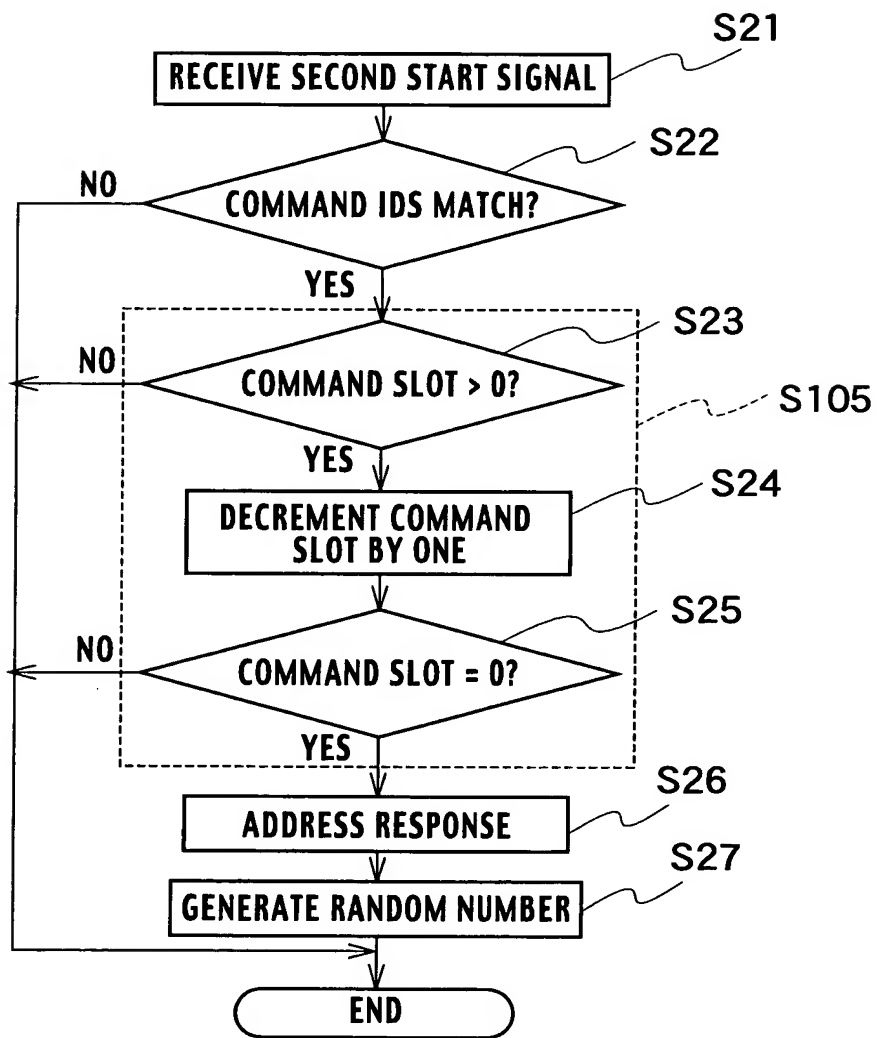 S21
RECEIVE SECOND START SIGNAL
S22
NO
COMMAND IDS MATCH?
YES
S23
NO
COMMAND SLOT > 0?
S105
YES
S24
DECREMENT COMMAND
SLOT BY ONE
S25
NO
COMMAND SLOT = 0?
YES
S26
ADDRESS RESPONSE
S27
GENERATE RANDOM NUMBER
END